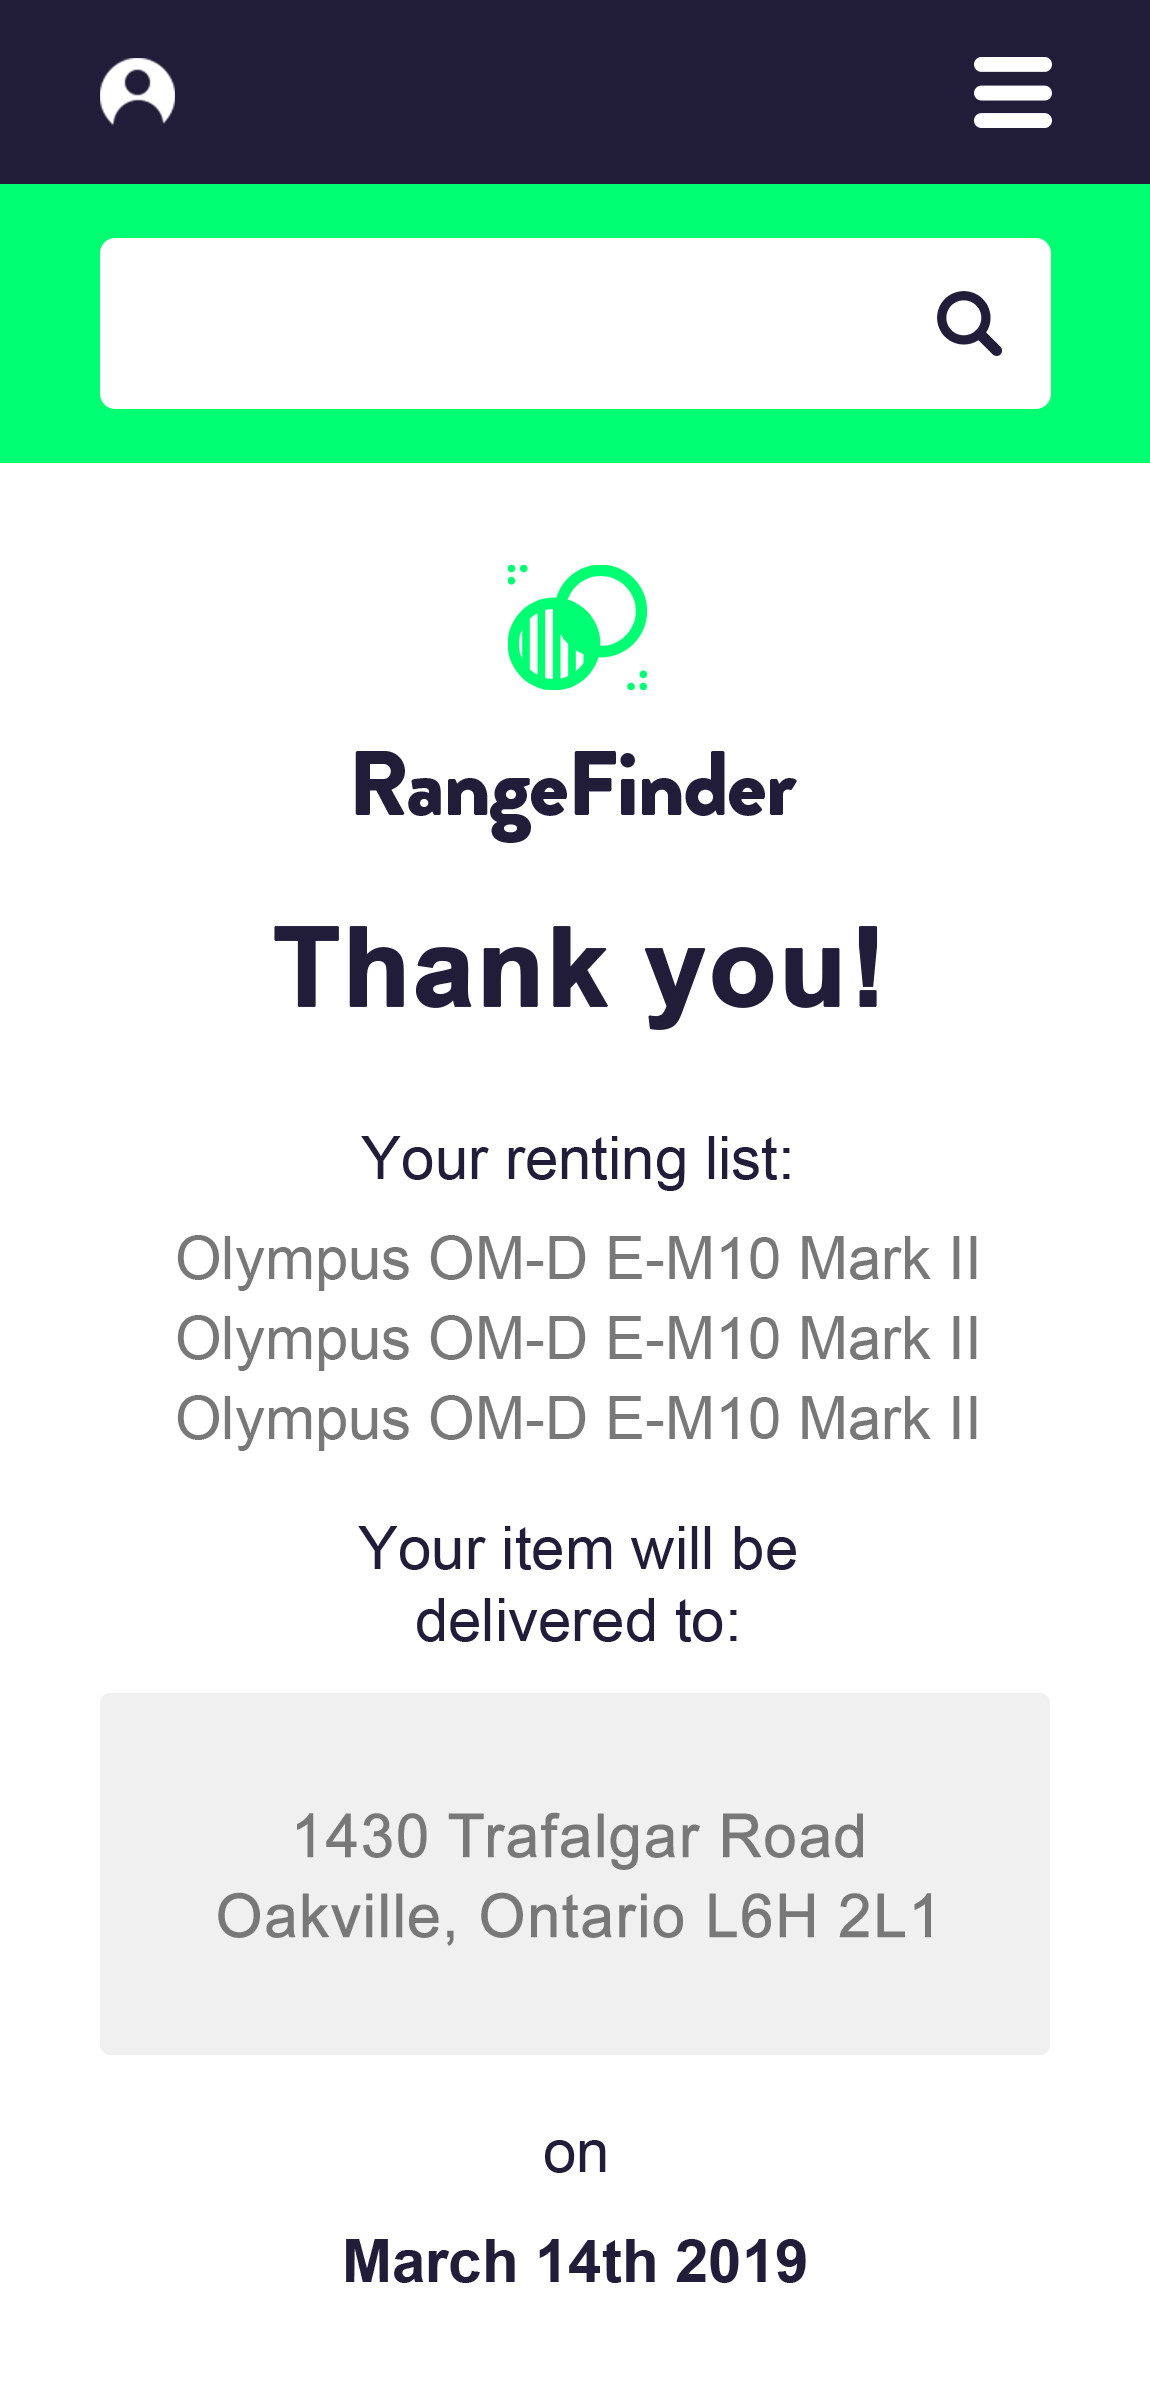 RangeFinder
Thank you!
Your renting list:
Olympus OM-D E-M10 Mark II
Olympus OM-D E-M10 Mark II
Olympus OM-D E-M10 Mark II
Your item will be
delivered to:
1430 Trafalgar Road
Oakville, Ontario L6H 2L1
on
March 14th 2019